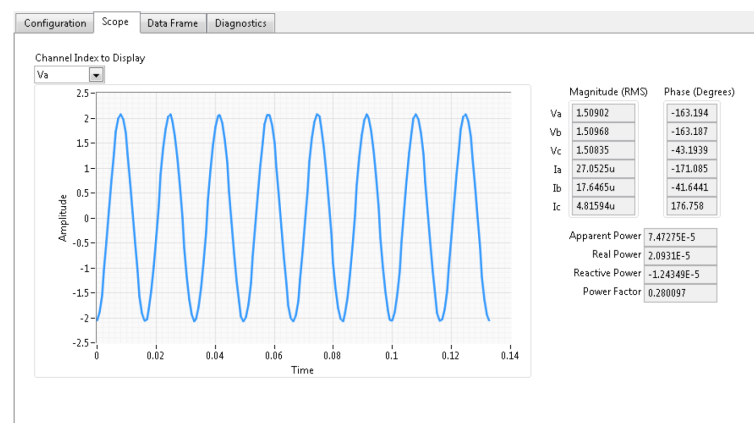 Configuration Scope Data Frame Diagnostics
Channel Index to Display
Va
2.5
2
1.5
1
0.5
0
-0.5
-1
-1.5
-2
-2.5
Amplitude
0 0.02 0.04 0.06 0.08 0.1 0.12 0.14
Time
Magnitude (RMS) Phase (Degrees)
Va 1.50902 -163.194
Vb 1.50968 -163.187
Vc 1.50835 -43.1939
Ia 27.0525u -171.085
Ib 17.6465u -41.6441
Ic 4.81594u 176.758
Apparent Power 7.47275E-5
Real Power 2.0931E-5
Reactive Power -1.24349E-5
Power Factor 0.280097